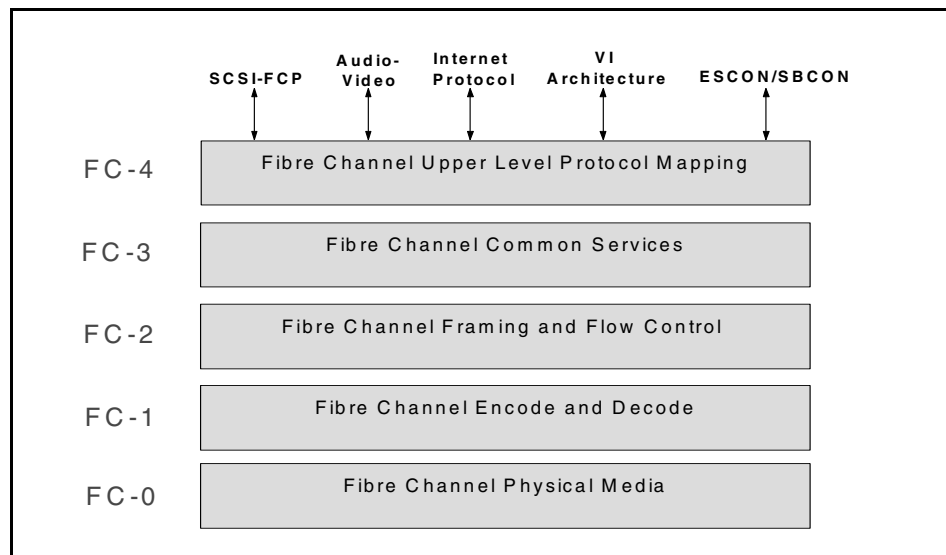 SCSI-FCP
Audio-
Video
Internet
Protocol
VI
Architecture
ESCON/SBCON
FC-4
Fibre Channel Upper Level Protocol Mapping
FC-3
Fibre Channel Common Services
FC-2
Fibre Channel Framing and Flow Control
FC-1
Fibre Channel Encode and Decode
FC-0
Fibre Channel Physical Media